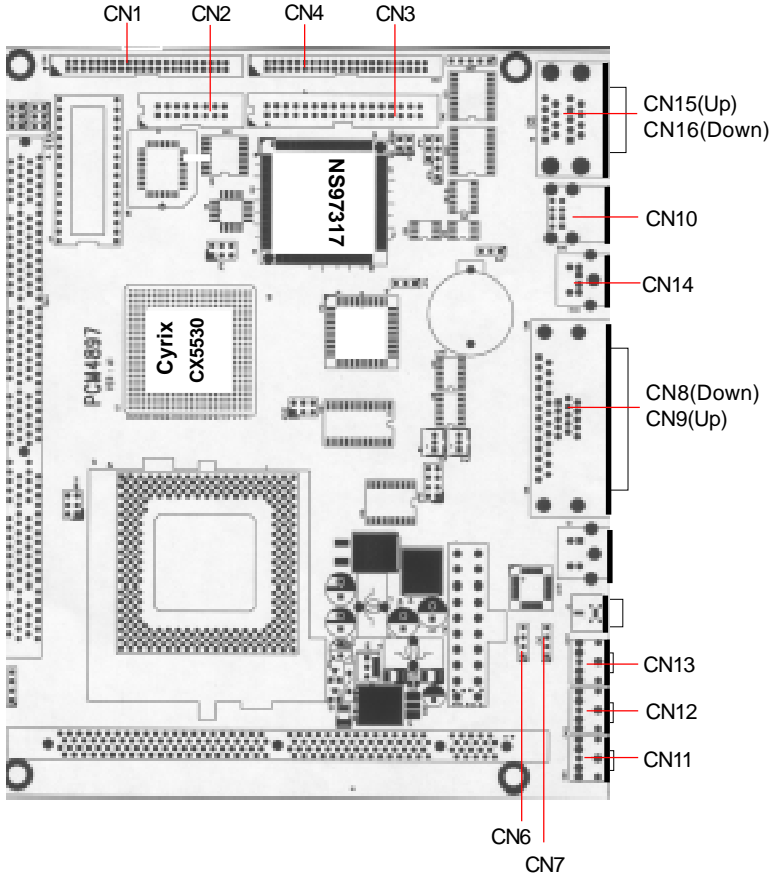 CN1 CN2 CN4 CN3
CN15(Up)
CN16(Down)
NS97317
CN10
CN14
Cyrix
CX5530
PCM4897
CN8(Down)
CN9(Up)
CN13
CN12
CN11
CN6
CN7